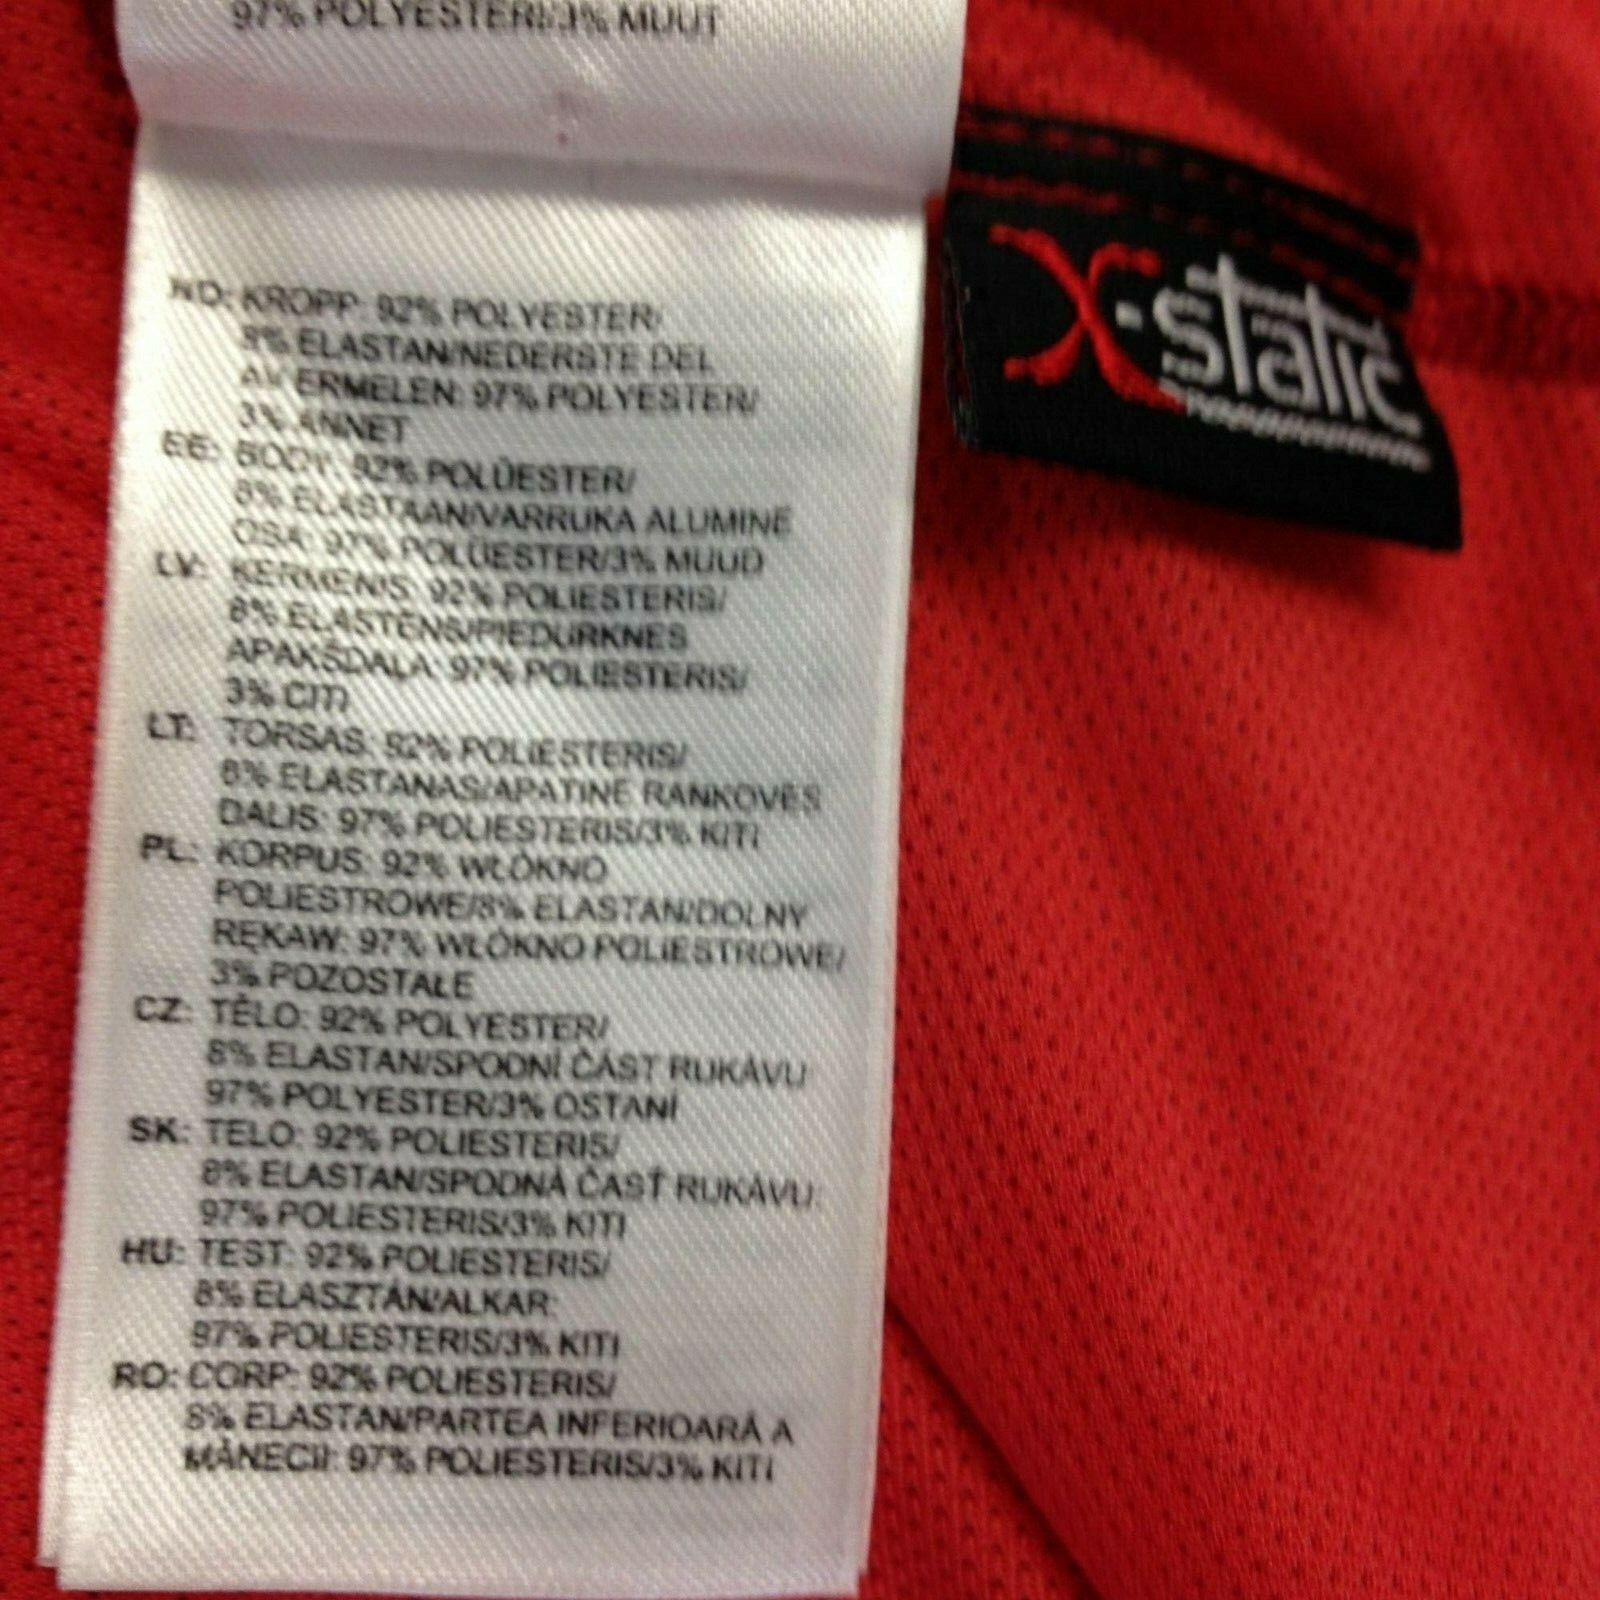 97% POLYESTERI/3% MUUT
NO: KROPP: 92% POLYESTER/
8% ELASTAN/NEDERSTE DEL
AV ERMELEN: 97% POLYESTER/
3% ANNET
EE: BODY: 92% POLÜESTER/
8% ELASTAAN/VARRUKA ALUMINE
OSA: 97% POLÜESTER/3% MUUD
LV: ĶERMENIS: 92% POLIESTERIS/
8% ELASTĒNS/PIEDURKNES
APAKŠDAĻA: 97% POLIESTERIS/
3% CITI
LT: TORSAS: 92% POLIESTERIS/
8% ELASTANAS/APATINĖ RANKOVĖS
DALIS: 97% POLIESTERIS/3% KITI
PL: KORPUS: 92% WŁÓKNO
POLIESTROWE/8% ELASTAN/DOLNY
RĘKAW: 97% WŁÓKNO POLIESTROWE/
3% POZOSTAŁE
CZ: TĚLO: 92% POLYESTER/
8% ELASTAN/SPODNÍ ČÁST RUKÁVU:
97% POLYESTER/3% OSTANÍ
SK: TELO: 92% POLIESTERIS/
8% ELASTAN/SPODNÁ ČASŤ RUKÁVU:
97% POLIESTERIS/3% KITI
HU: TEST: 92% POLIESTERIS/
8% ELASZTÁN/ALKAR:
97% POLIESTERIS/3% KITI
RO: CORP: 92% POLIESTERIS/
8% ELASTAN/PARTEA INFERIOARĂ A
MÂNECII: 97% POLIESTERIS/3% KITI
X-static